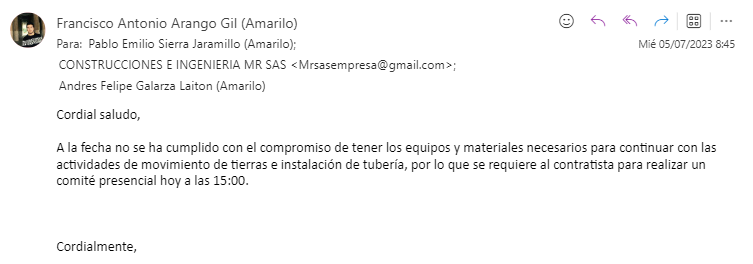 Francisco Antonio Arango Gil (Amarilo)
Para: Pablo Emilio Sierra Jaramillo (Amarilo);
Mié 05/07/2023 8:45
CONSTRUCCIONES E INGENIERIA MR SAS <Mrsasempresa@gmail.com>;
Andres Felipe Galarza Laiton (Amarilo)
Cordial saludo,
A la fecha no se ha cumplido con el compromiso de tener los equipos y materiales necesarios para continuar con las
actividades de movimiento de tierras e instalación de tubería, por lo que se requiere al contratista para realizar un
comité presencial hoy a las 15:00.
Cordialmente,